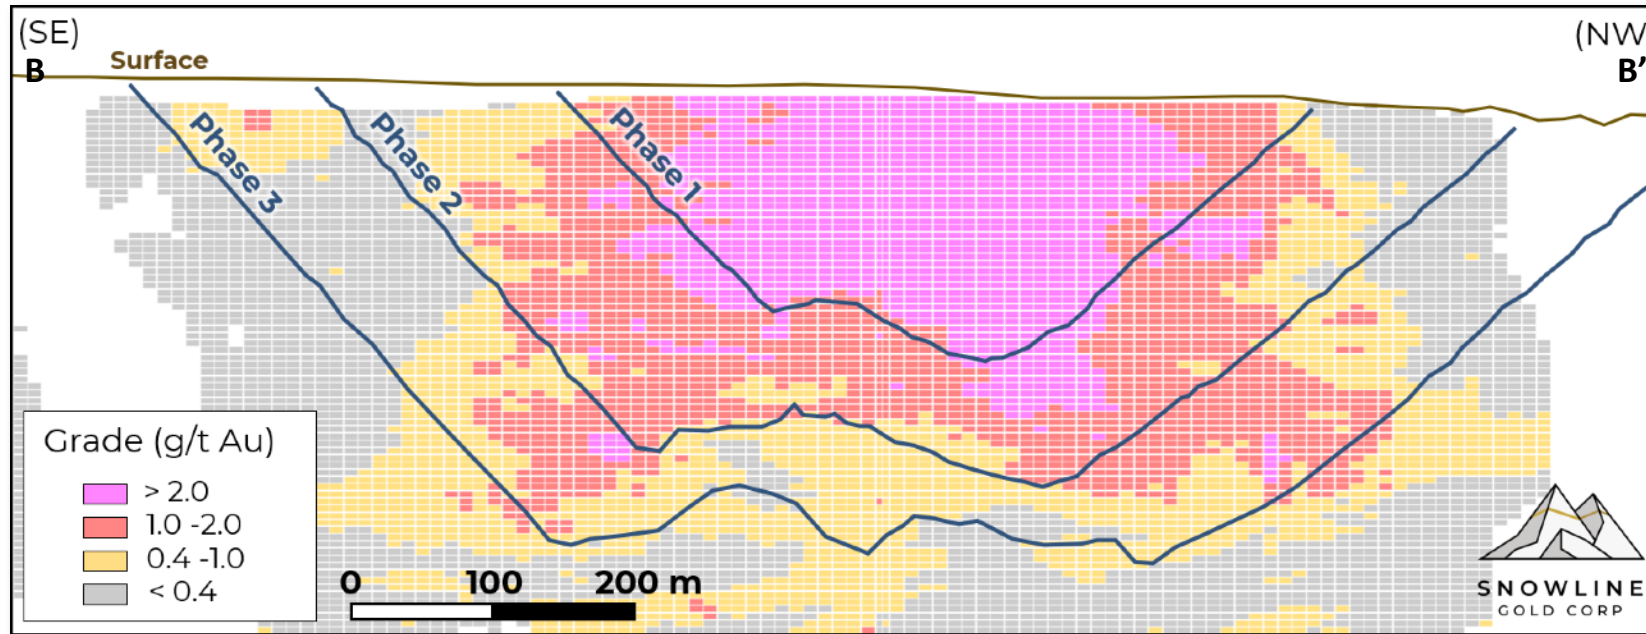 (SE)
(NW
B
Surface
B'
Phase 3
Phase 2
Phase 1
Grade (g/t Au)
> 2.0
1.0 -2.0
0.4 -1.0
< 0.4
0 100 200 m
SNOWLINE
GOLD CORP